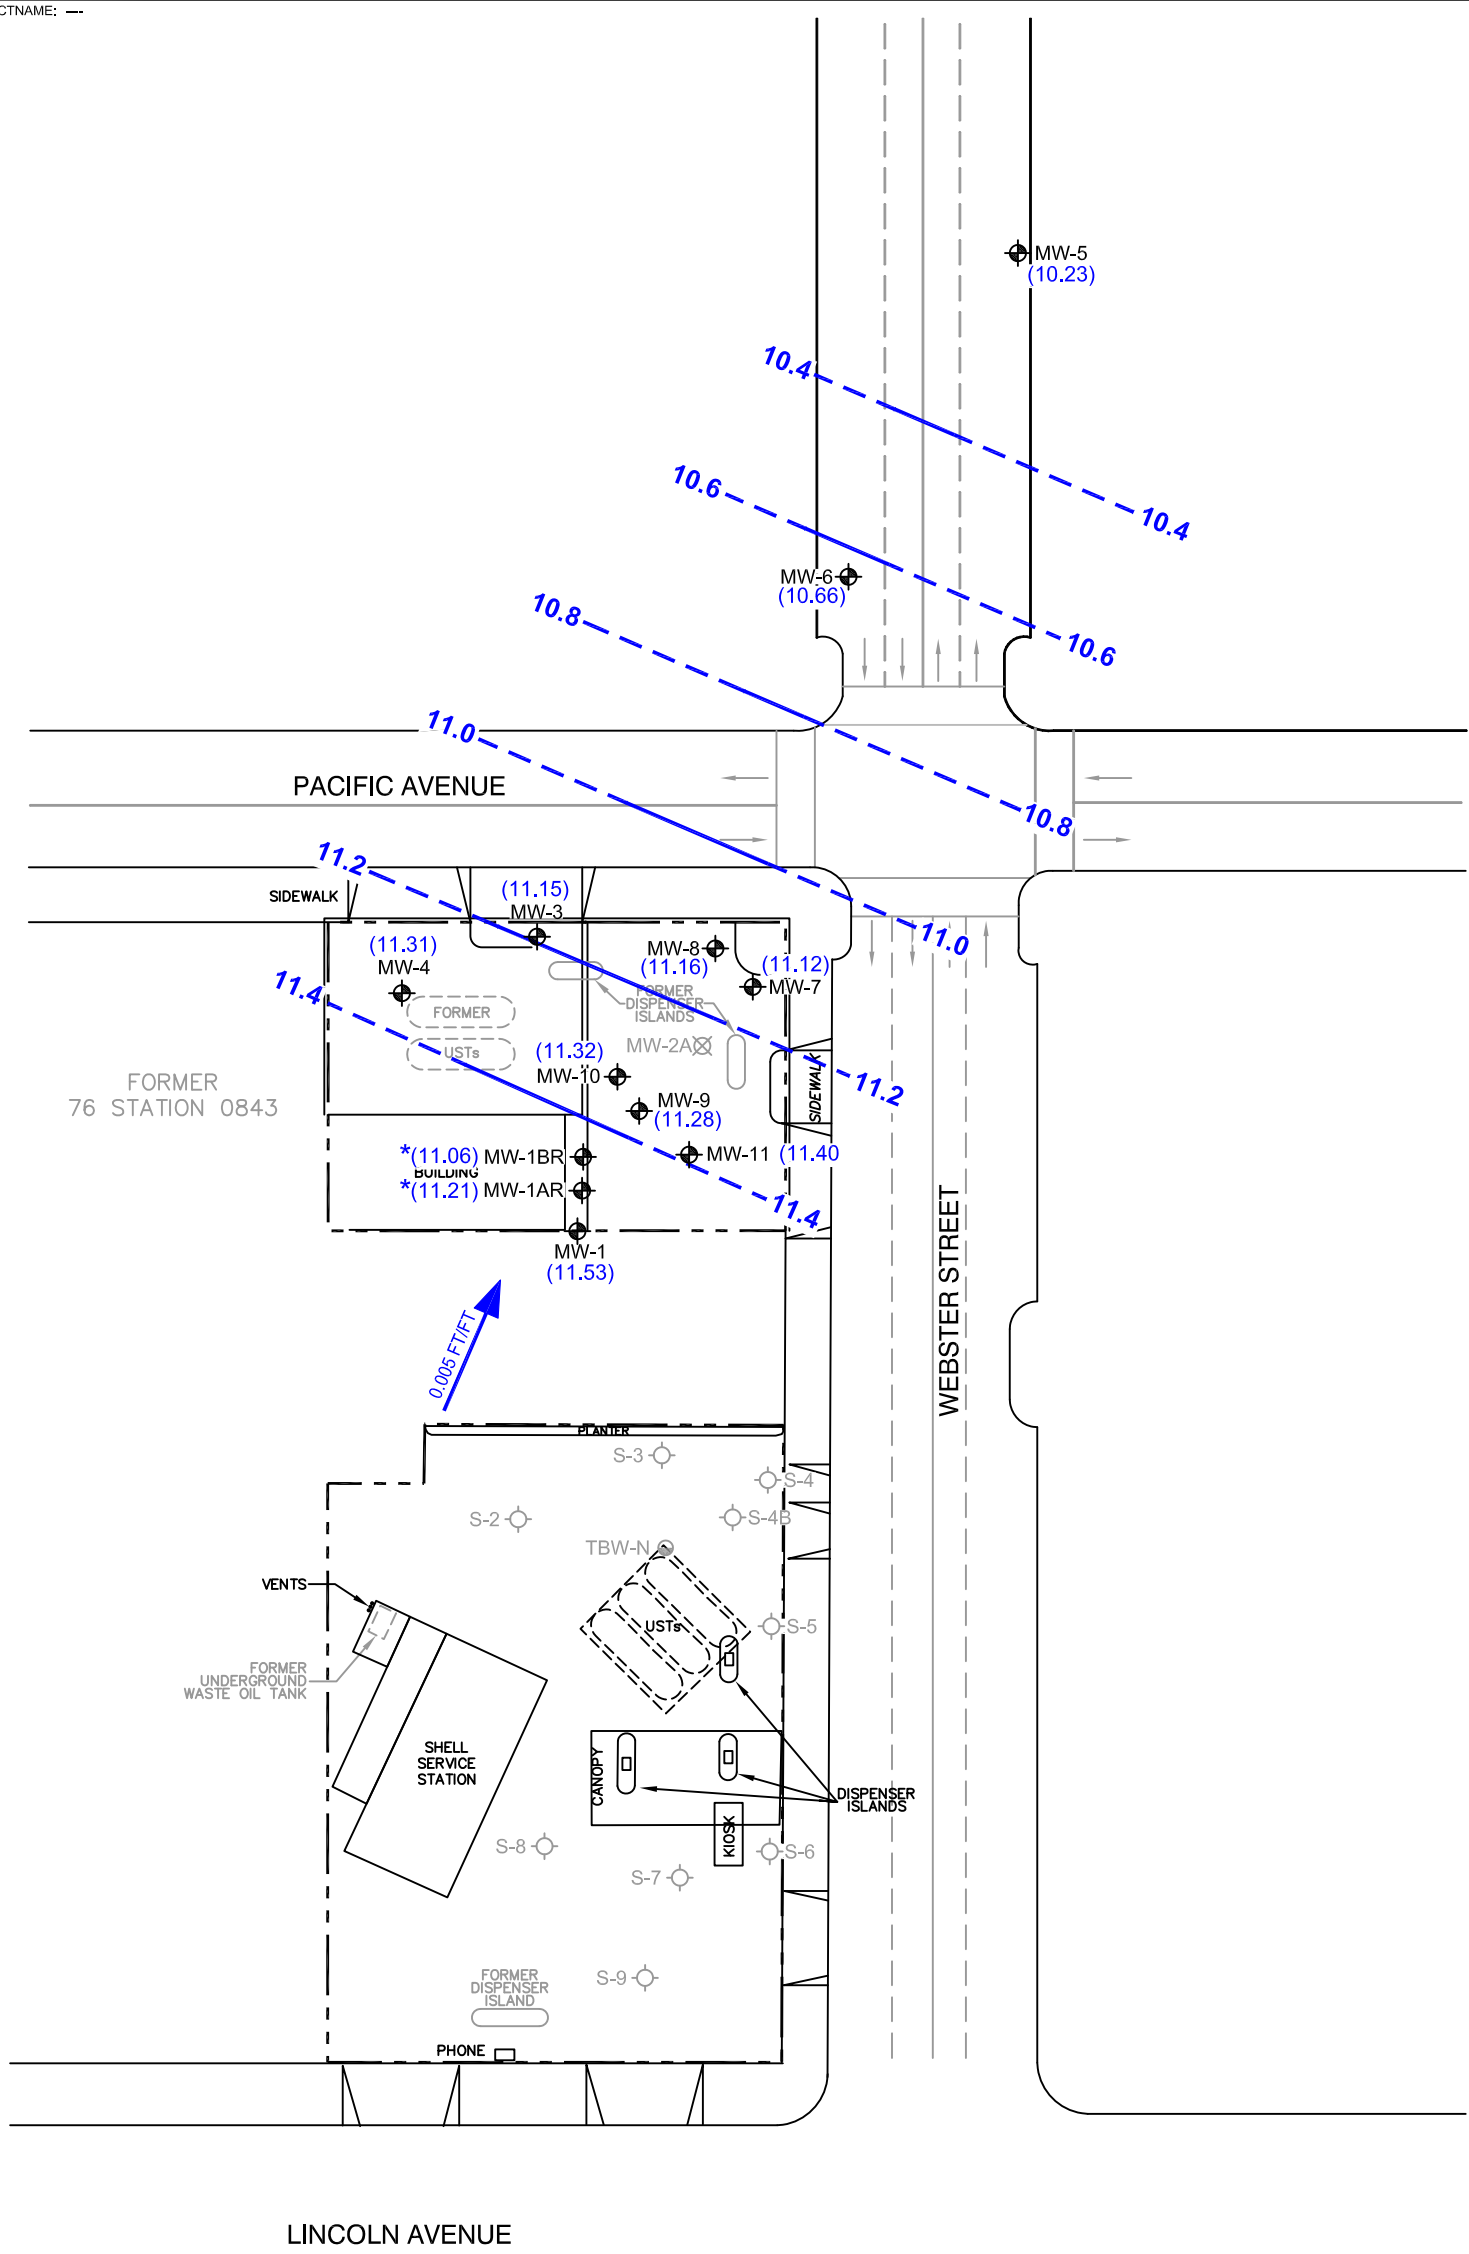 CTNAME: ---
MW-5
(10.23)
10.4
10.4
10.6
MW-6
(10.66)
10.8
10.6
11.0
PACIFIC AVENUE
10.8
11.2
SIDEWALK
(11.15)
MW-3
11.0
(11.31)
MW-4
MW-8
(11.16)
(11.12)
MW-7
11.4
FORMER
DISPENSER
ISLANDS
FORMER
USTs
(11.32)
MW-2A
MW-10
11.2
SIDEWALK
FORMER
76 STATION 0843
MW-9
(11.28)
*(11.06) MW-1BR
MW-11 (11.40
BUILDING
*(11.21) MW-1AR
11.4
MW-1
(11.53)
WEBSTER STREET
0.005 FT/FT
PLANTER
S-3
S-4
S-2
S-4B
TBW-N
VENTS
USTs
S-5
FORMER
UNDERGROUND
WASTE OIL TANK
SHELL
SERVICE
STATION
CANOPY
DISPENSER
ISLANDS
KIOSK
S-8
S-6
S-7
FORMER
DISPENSER
ISLAND
S-9
PHONE
LINCOLN AVENUE